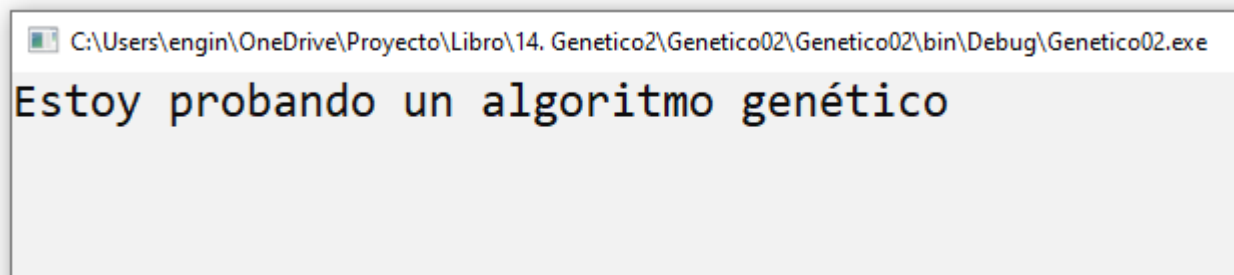 C:\Users\engin\OneDrive\Proyecto\Libro\14. Genetico2\Genetico02\Genetico02\bin\Debug\Genetico02.exe
Estoy probando un algoritmo genético